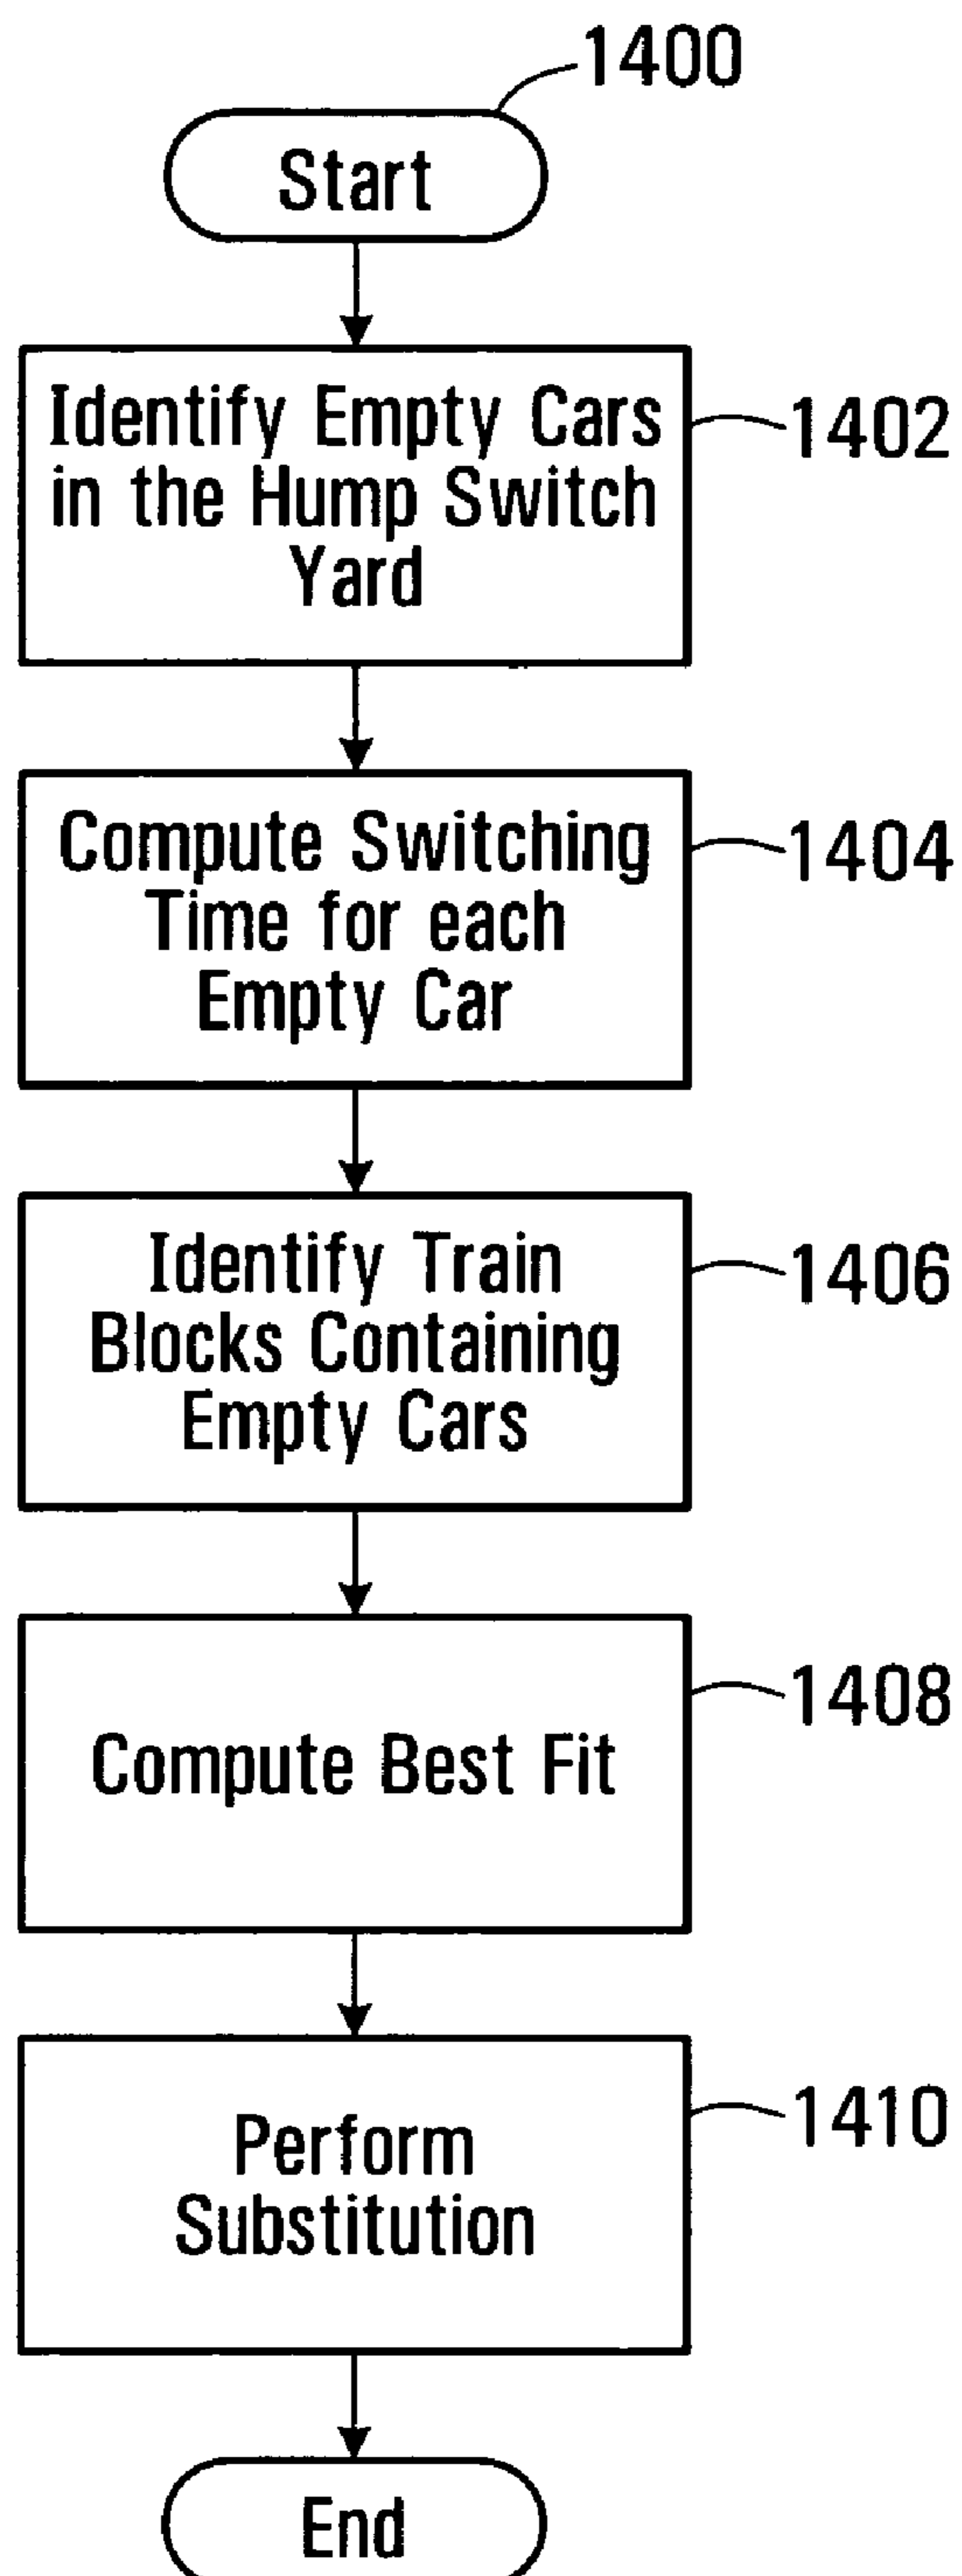 1400
Start
Identify Empty Cars
in the Hump Switch
Yard
1402
Compute Switching
Time for each
Empty Car
1404
Identify Train
Blocks Containing
Empty Cars
1406
Compute Best Fit
1408
Perform
Substitution
1410
End